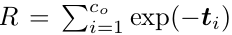 R = ∑_{i=1}^{c_o} exp(−t_i)